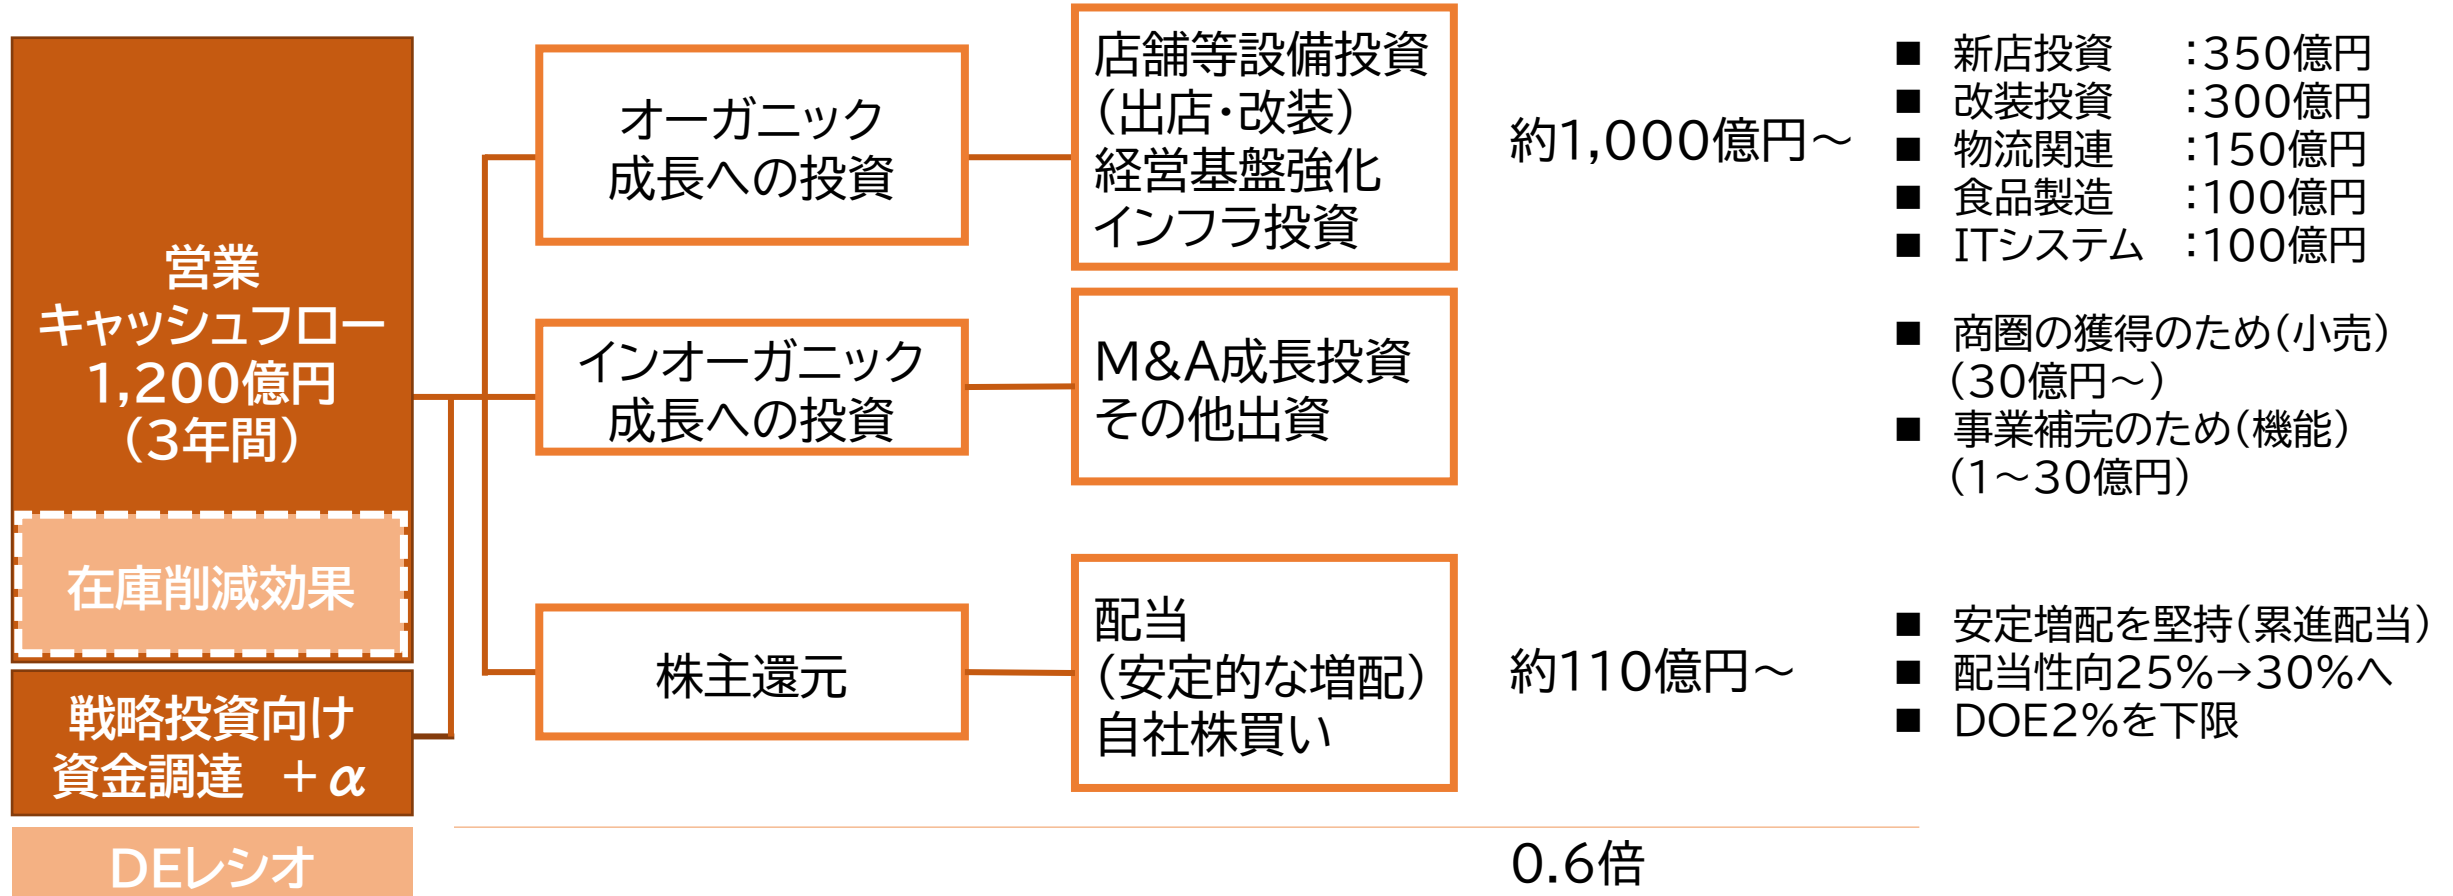 営業
キャッシュフロー
1,200億円
（3年間）
在庫削減効果
戦略投資向け
資金調達　＋α
DEレシオ
オーガニック
成長への投資
店舗等設備投資
（出店・改装）
経営基盤強化
インフラ投資
約1,000億円～
■ 新店投資　：350億円
■ 改装投資　：300億円
■ 物流関連　：150億円
■ 食品製造　：100億円
■ ITシステム　：100億円
インオーガニック
成長への投資
M&A成長投資
その他出資
■ 商圏の獲得のため（小売）
（30億円～）
■ 事業補完のため（機能）
（1～30億円）
株主還元
配当
（安定的な増配）
自社株買い
約110億円～
■ 安定増配を堅持（累進配当）
■ 配当性向25%→30%へ
■ DOE2%を下限
0.6倍